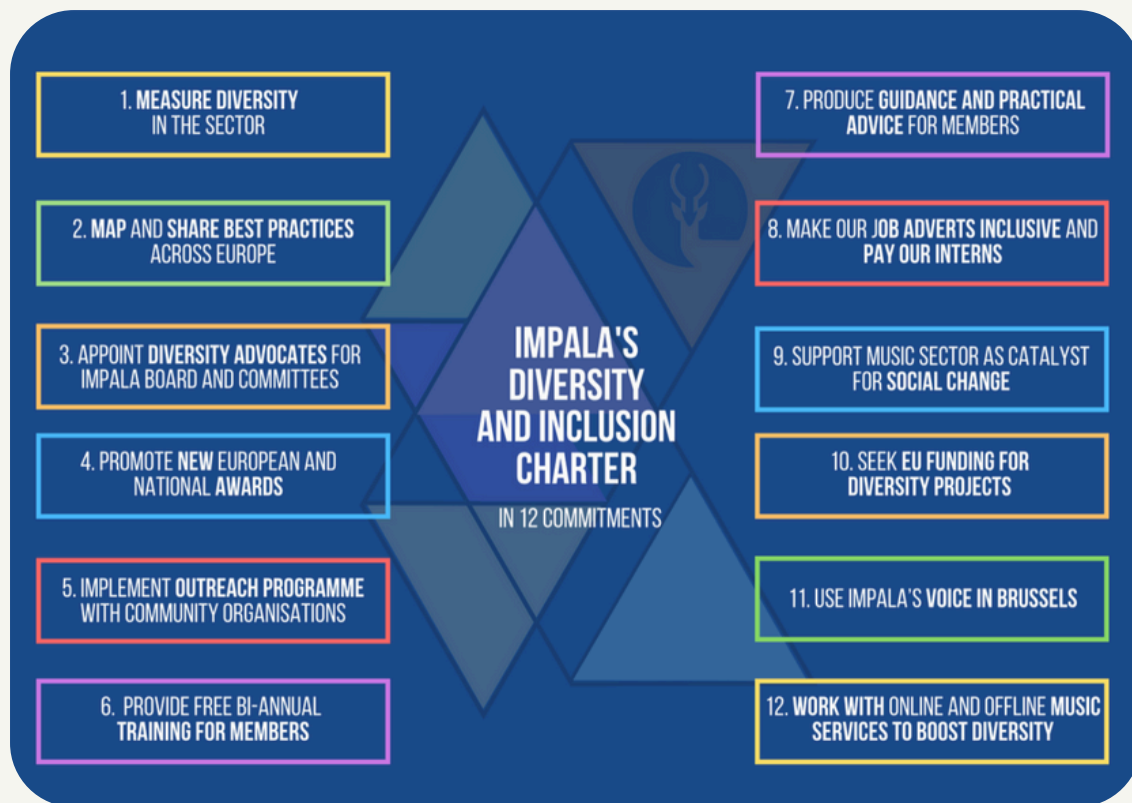 1. MEASURE DIVERSITY
IN THE SECTOR
2. MAP AND SHARE BEST PRACTICES
ACROSS EUROPE
3. APPOINT DIVERSITY ADVOCATES FOR
IMPALA BOARD AND COMMITTEES
4. PROMOTE NEW EUROPEAN AND
NATIONAL AWARDS
5. IMPLEMENT OUTREACH PROGRAMME
WITH COMMUNITY ORGANISATIONS
6. PROVIDE FREE BI-ANNUAL
TRAINING FOR MEMBERS
IMPALA'S
DIVERSITY
AND INCLUSION
CHARTER
IN 12 COMMITMENTS
7. PRODUCE GUIDANCE AND PRACTICAL
ADVICE FOR MEMBERS
8. MAKE OUR JOB ADVERTS INCLUSIVE AND
PAY OUR INTERNS
9. SUPPORT MUSIC SECTOR AS CATALYST
FOR SOCIAL CHANGE
10. SEEK EU FUNDING FOR
DIVERSITY PROJECTS
11. USE IMPALA'S VOICE IN BRUSSELS
12. WORK WITH ONLINE AND OFFLINE MUSIC
SERVICES TO BOOST DIVERSITY